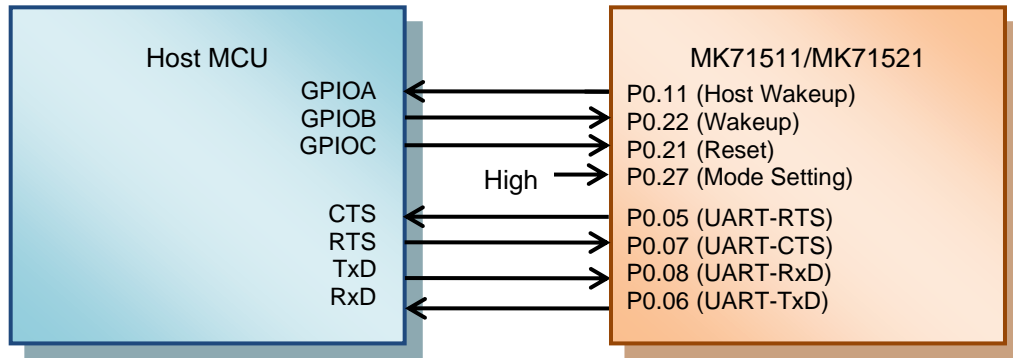 Host MCU
GPIOA
GPIOB
GPIOC
High
CTS
RTS
TxD
RxD
MK71511/MK71521
P0.11 (Host Wakeup)
P0.22 (Wakeup)
P0.21 (Reset)
P0.27 (Mode Setting)
P0.05 (UART-RTS)
P0.07 (UART-CTS)
P0.08 (UART-RxD)
P0.06 (UART-TxD)